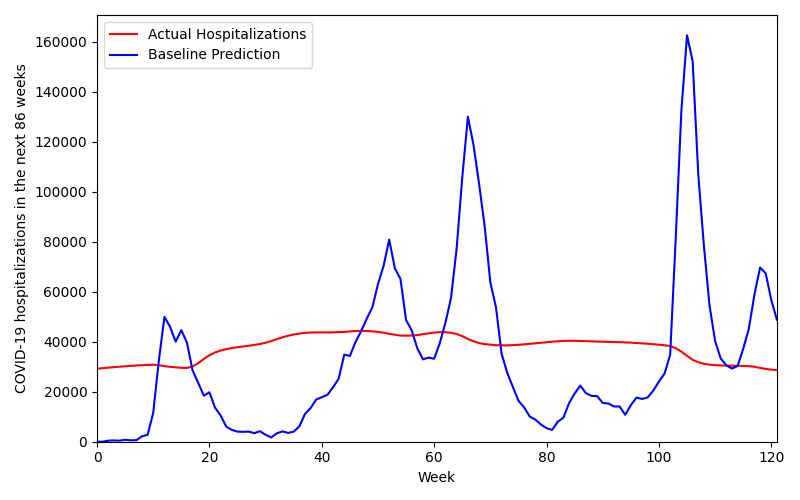 Actual Hospitalizations
Baseline Prediction
COVID-19 hospitalizations in the next 86 weeks
160000
140000
120000
100000
80000
60000
40000
20000
0
0 20 40 60 80 100 120
Week